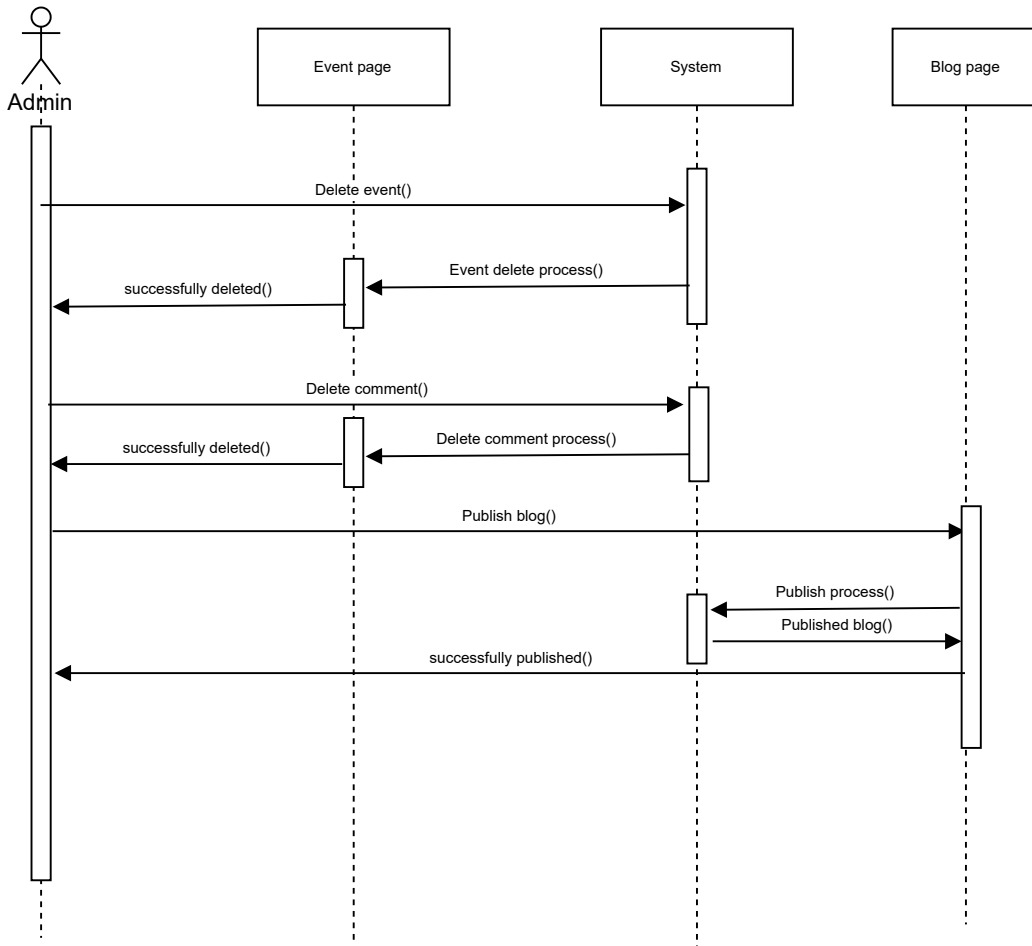 Admin
Event page
System
Blog page
Delete event()
Event delete process()
successfully deleted()
Delete comment()
Delete comment process()
successfully deleted()
Publish blog()
Publish process()
Published blog()
successfully published()